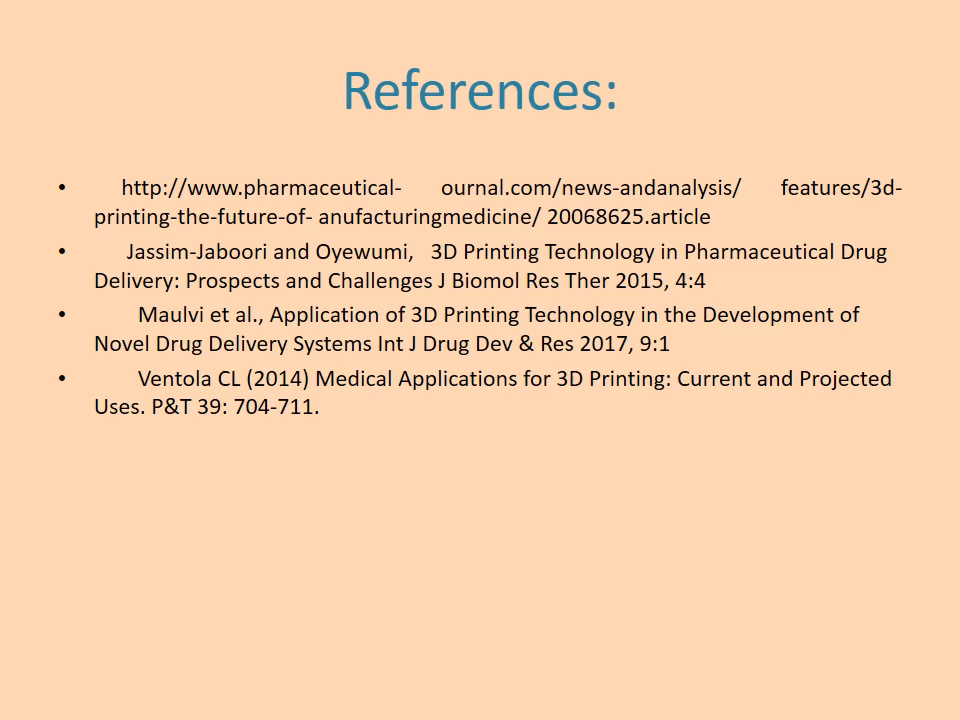 References:
• http://www.pharmaceutical- ournal.com/news-andanalysis/ features/3d-
printing-the-future-of- anufacturingmedicine/ 20068625.article
• Jassim-Jaboori and Oyewumi, 3D Printing Technology in Pharmaceutical Drug
Delivery: Prospects and Challenges J Biomol Res Ther 2015, 4:4
• Maulvi et al., Application of 3D Printing Technology in the Development of
Novel Drug Delivery Systems Int J Drug Dev & Res 2017, 9:1
• Ventola CL (2014) Medical Applications for 3D Printing: Current and Projected
Uses. P&T 39: 704-711.